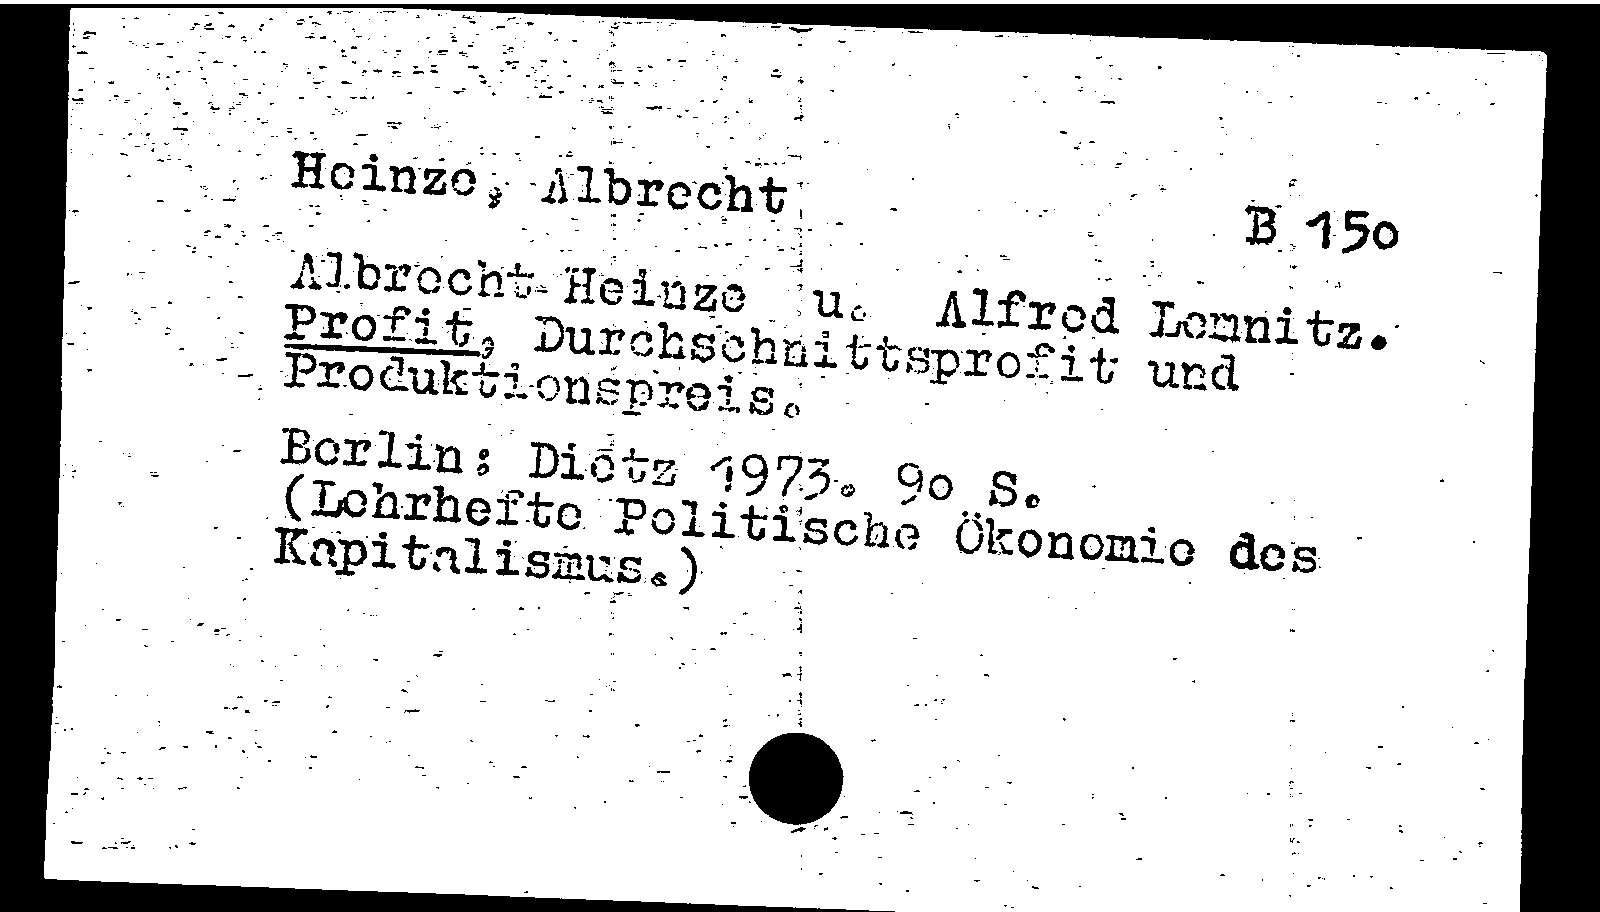 Heinze, Albrecht
B 150
Albrecht Heinze u. Alfred Lemnitz.
Profit, Durchschnittsprofit und
Produktionspreis.
Berlin: Dietz 1973. 90 S.
(Lehrhefte Politische Ökonomie des
Kapitalismus.)